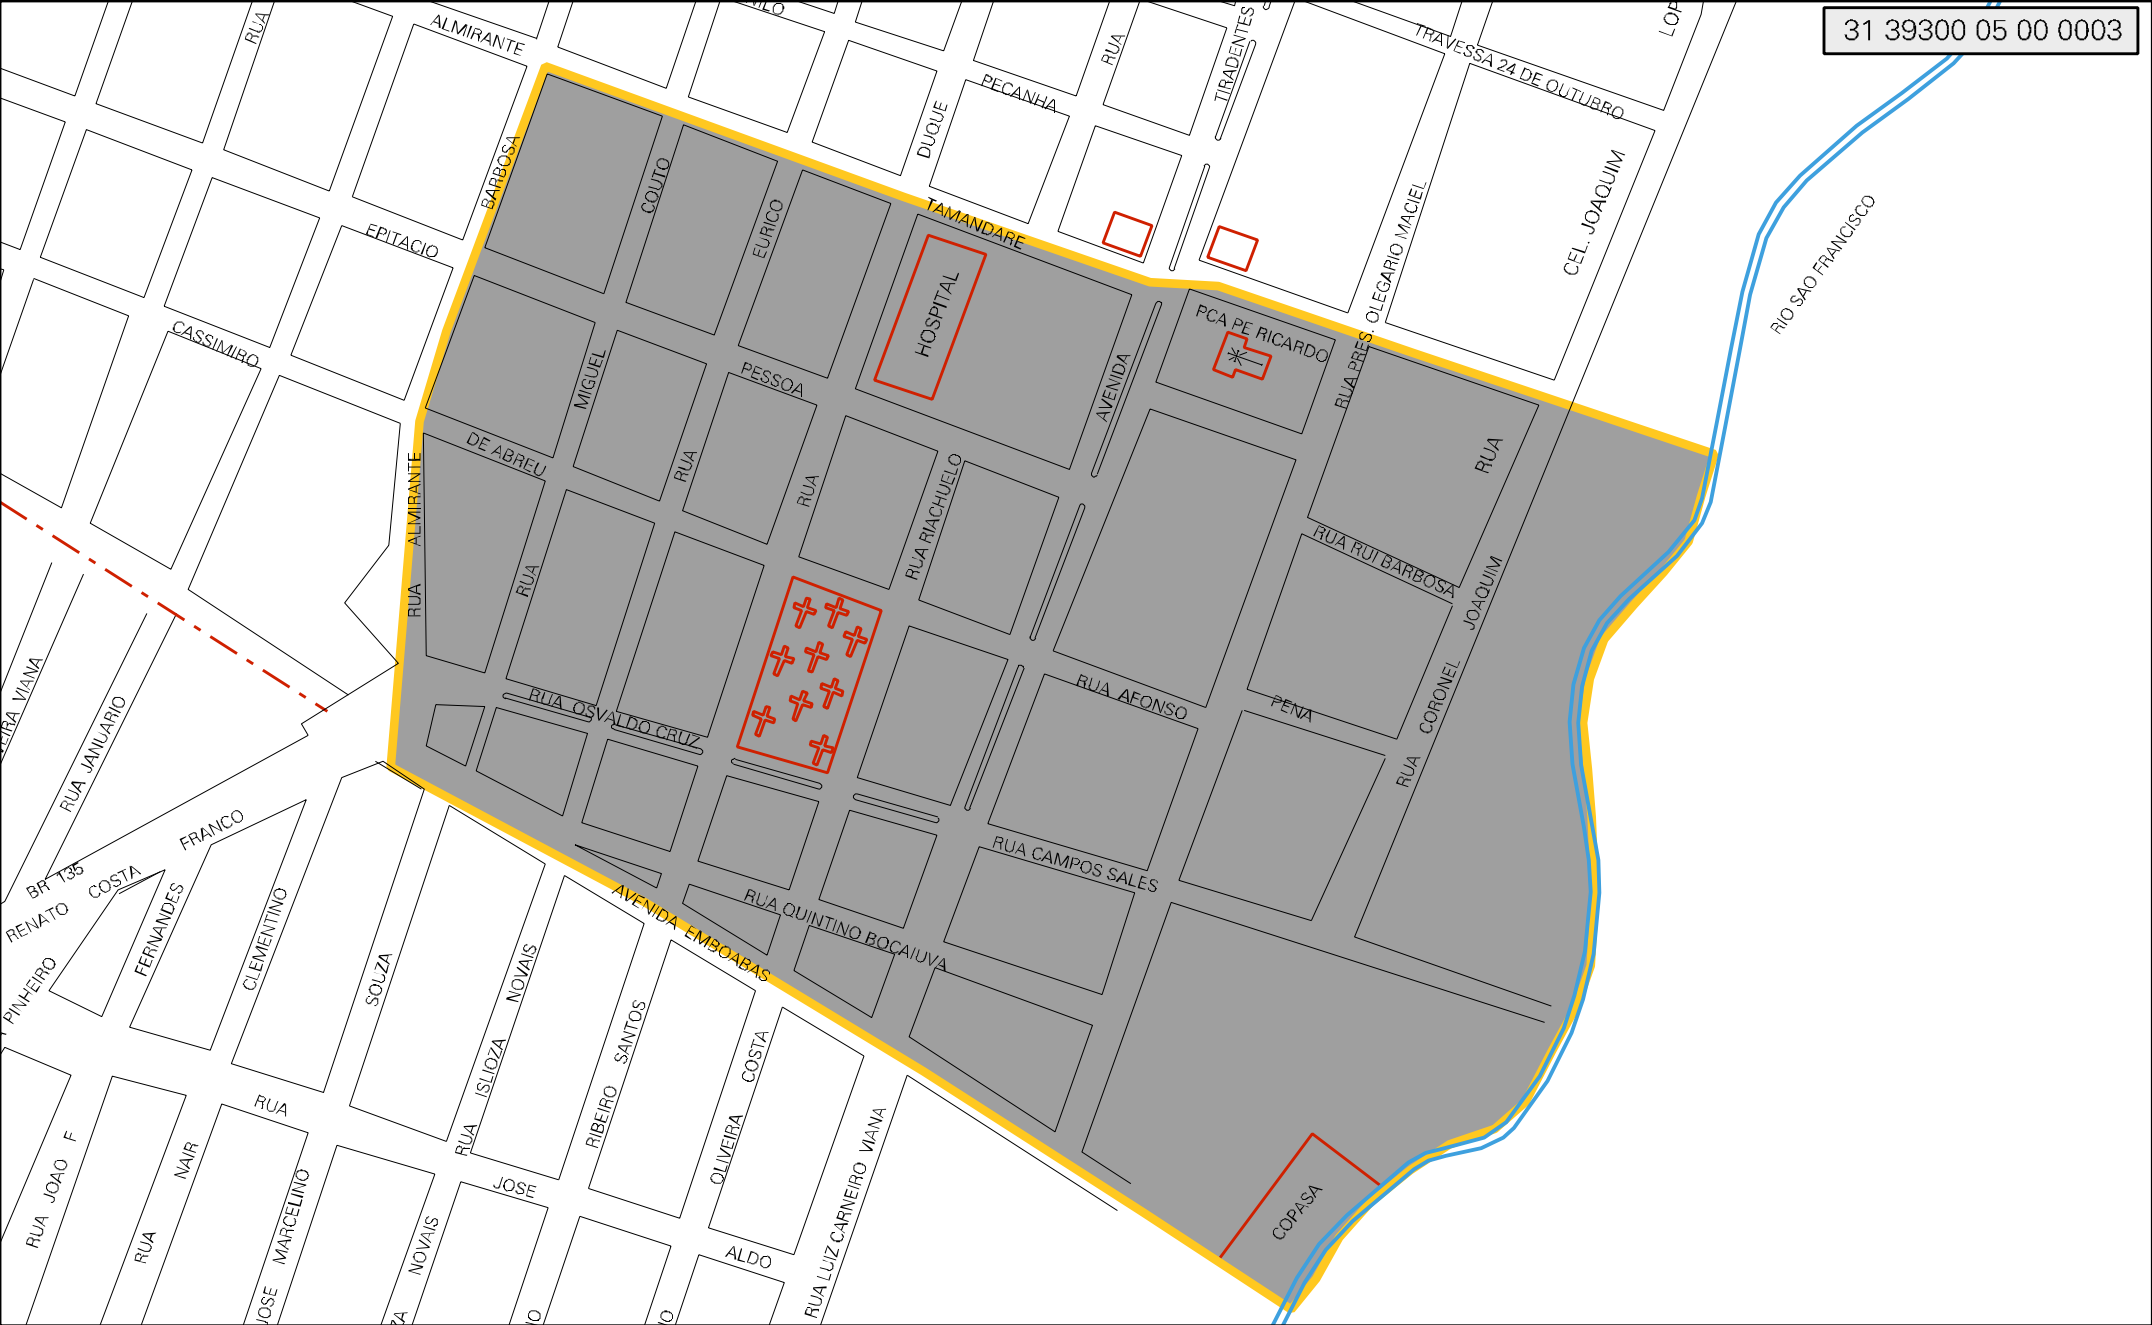 31 39300 05 00 0003
RUA
ALMIRANTE
RUA
TIRADENTES
TRAVESSA 24 DE OUTUBRO
PECANHA
DUQUE
BARBOSA
COUTO
EURICO
TAMANDARE
EPITACIO
CASSIMIRO
HOSPITAL
PCA PE RICARDO
RUA PRES. OLEGARIO MACIEL
CEL. JOAQUIM
RIO SAO FRANCISCO
MIGUEL
PESSOA
AVENIDA
DE ABREU
RUA
RUA
RUA RIACHUELO
RUA
ALMIRANTE
RUA
RUA
RUA RUI BARBOSA
JOAQUIM
CORONEL
RUA
RUA OSVALDO CRUZ
RUA AFONSO
PENA
VIANA
RUA JANUARIO
FRANCO
COSTA
RENATO
BR 135
FERNANDES
CLEMENTINO
PINHEIRO
SOUZA
RUA CAMPOS SALES
RUA QUINTINO BOCAIUVA
AVENIDA EMBOABAS
NOVAIS
ISLIOZA
RUA
SANTOS
RIBEIRO
COSTA
OLIVEIRA
RUA LUIZ CARNEIRO VIANA
RUA
JOSE
ALDO
RUA JOAO F
NAIR
RUA
MARCELINO
JOSE
NOVAIS
COPASA